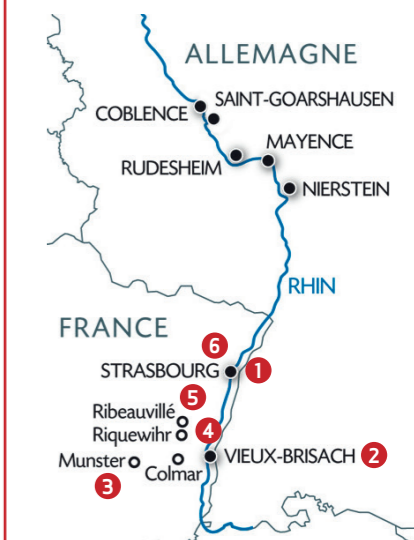 ALLEMAGNE
SAINT-GOARSHAUSEN
COBLENCE
MAYENCE
RUDESHEIM
NIERSTEIN
RHIN
FRANCE
6
STRASBOURG 1
5
Ribeauvillé
Riquewihr 4
Munster VIEUX-BRISACH 2
3 Colmar